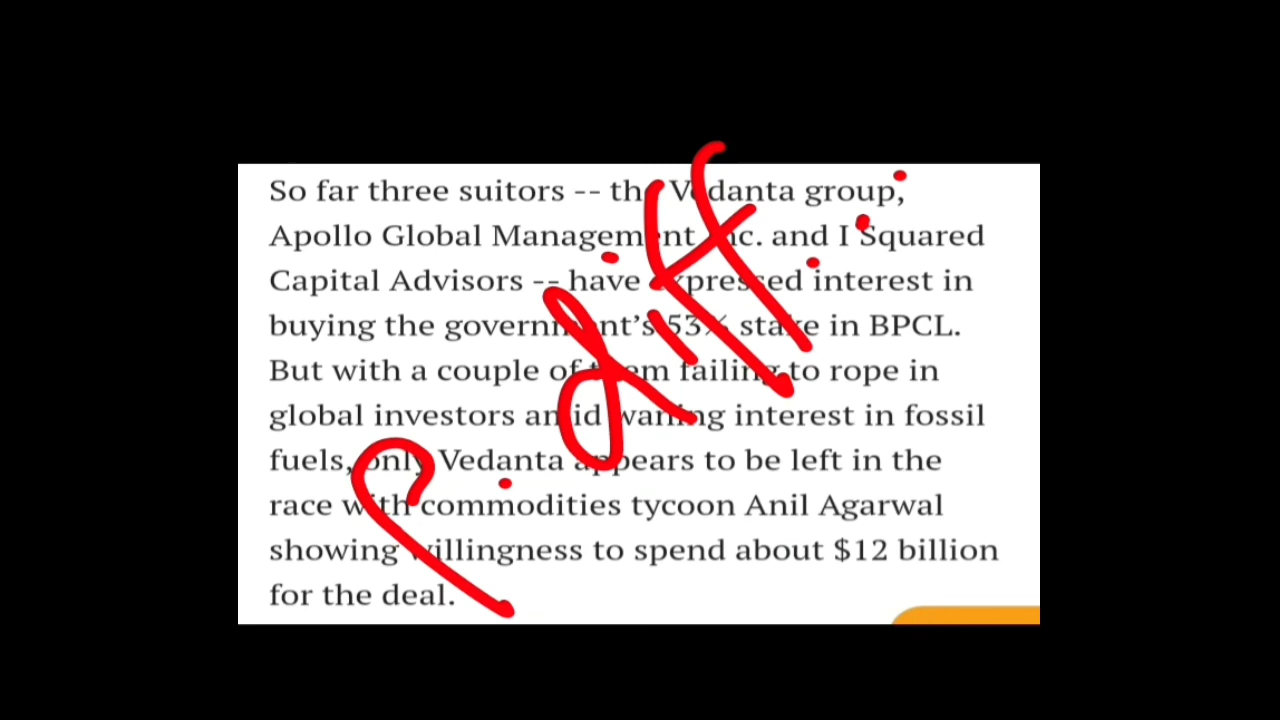 So far three suitors -- the Vedanta group,
Apollo Global Management Inc. and I Squared
Capital Advisors -- have expressed interest in
buying the government’s 53% stake in BPCL.
But with a couple of them failing to rope in
global investors amid waning interest in fossil
fuels, only Vedanta appears to be left in the
race with commodities tycoon Anil Agarwal
showing willingness to spend about $12 billion
for the deal.
P. diff....